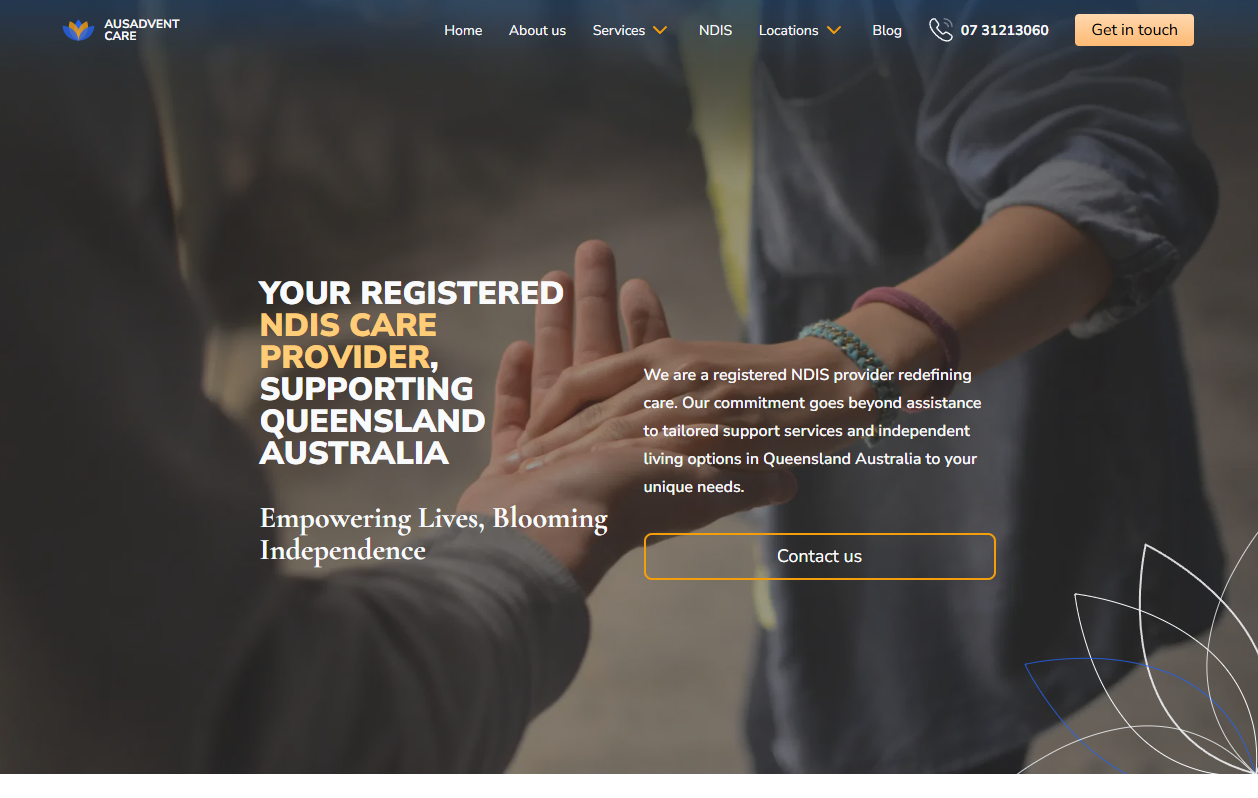 AUSADVENT
CARE
Home
About us
Services
NDIS
Locations
Blog
07 31213060
Get in touch
YOUR REGISTERED
NDIS CARE
PROVIDER,
SUPPORTING
QUEENSLAND
AUSTRALIA
Empowering Lives, Blooming
Independence
We are a registered NDIS provider redefining
care. Our commitment goes beyond assistance
to tailored support services and independent
living options in Queensland Australia to your
unique needs.
Contact us